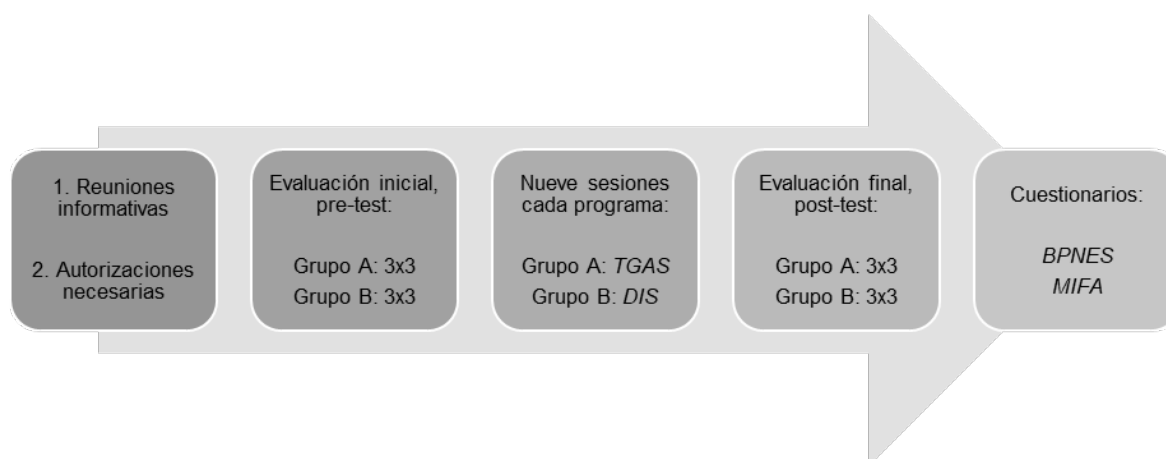 1. Reuniones
informativas
2. Autorizaciones
necesarias
Evaluación inicial,
pre-test:
Grupo A: 3x3
Grupo B: 3x3
Nueve sesiones
cada programa:
Grupo A: TGAS
Grupo B: DIS
Evaluación final,
post-test:
Grupo A: 3x3
Grupo B: 3x3
Cuestionarios:
BPNES
MIFA